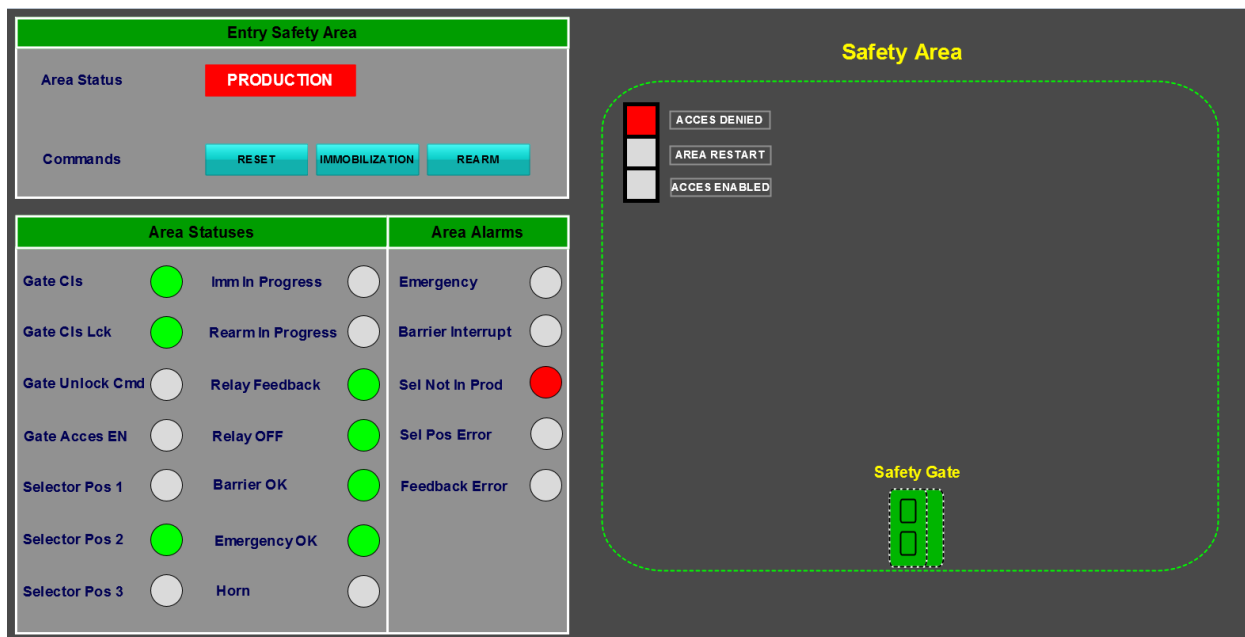 Entry Safety Area
Area Status
PRODUCTION
Commands
RESET
IMMOBILIZATION
REARM
Area Statuses
Area Alarms
Gate Cls
Imm In Progress
Emergency
Gate Cls Lck
Rearm In Progress
Barrier Interrupt
Gate Unlock Cmd
Relay Feedback
Sel Not In Prod
Gate Acces EN
Relay OFF
Sel Pos Error
Selector Pos 1
Barrier OK
Feedback Error
Selector Pos 2
Emergency OK
Selector Pos 3
Horn
Safety Area
ACCES DENIED
AREA RESTART
ACCES ENABLED
Safety Gate